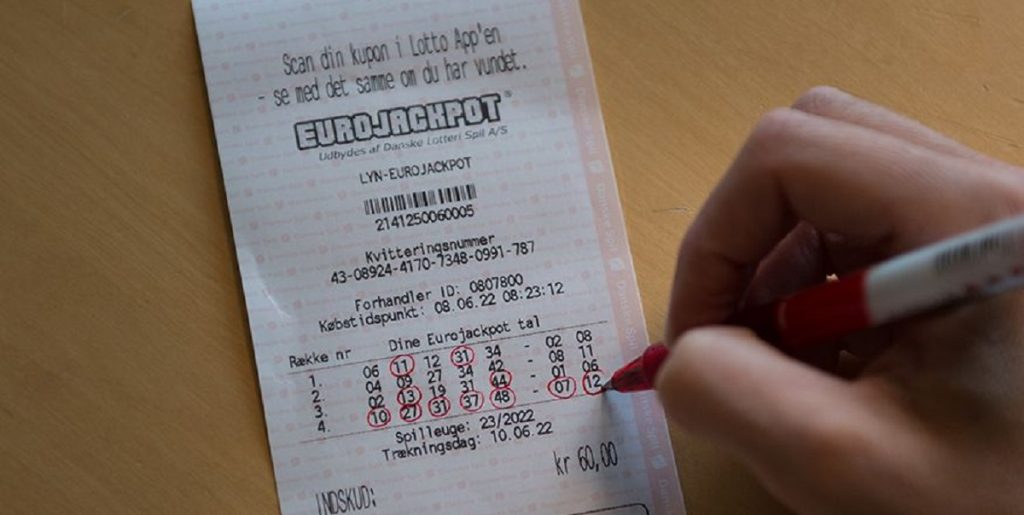 Scan din kupon i Lotto App'en
- se med det samme om du har vundet.
EUROJACKPOT®
Udbydes af Danske Lotteri Spil A/S
LYN-EUROJACKPOT
2141250060005
Kvitteringsnummer
43-08924-4170-7348-0991-787
Forhandler ID: 0807800
Købstidspunkt: 08.06.22 08:23:12
Række nr Dine Eurojackpot tal
1. 06 11 12 31 34 - 02 08
2. 04 09 27 34 42 - 08 11
3. 02 13 19 31 44 - 01 06
4. 10 27 31 37 48 - 07 12
Spilleuge: 23/2022
Trækningsdag: 10.06.22
kr 60,00
INDSKUD: